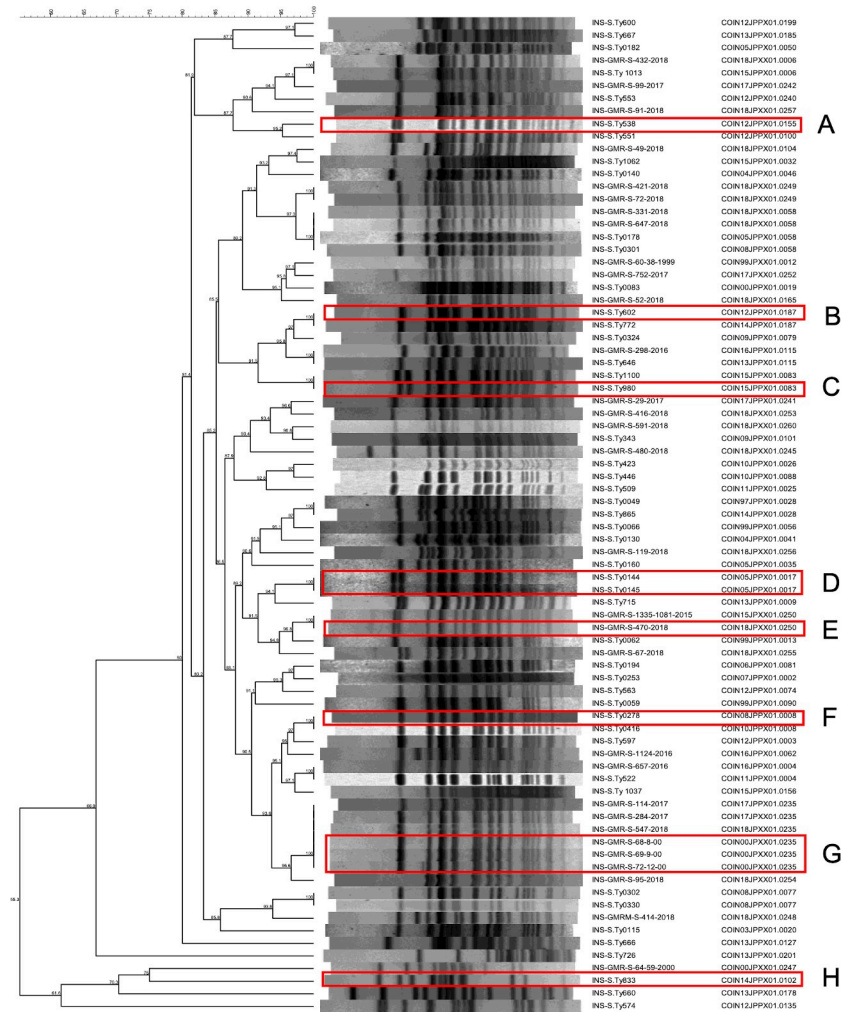 INS-S.Ty600 COIN12JPPX01.0199
INS-S.Ty667 COIN13JPPX01.0185
INS-S.Ty0182 COIN05JPPX01.0050
INS-GMR-S-432-2018 COIN18JPXX01.0006
INS-S.Ty 1013 COIN15JPPX01.0006
INS-GMR-S-99-2017 COIN17JPXX01.0242
INS-S.Ty553 COIN12JPPX01.0240
INS-GMR-S-91-2018 COIN18JPXX01.0257
INS-S.Ty538 COIN12JPPX01.0155 A
INS-S.Ty551 COIN12JPPX01.0100
INS-GMR-S-49-2018 COIN18JPPX01.0104
INS-S.Ty1062 COIN15JPPX01.0032
INS-S.Ty0140 COIN04JPPX01.0046
INS-GMR-S-421-2018 COIN18JPXX01.0249
INS-GMR-S-72-2018 COIN18JPXX01.0249
INS-GMR-S-331-2018 COIN18JPXX01.0058
INS-GMR-S-647-2018 COIN18JPXX01.0058
INS-S.Ty0178 COIN05JPPX01.0058
INS-S.Ty0301 COIN08JPPX01.0058
INS-GMR-S-60-38-1999 COIN99JPXX01.0012
INS-GMR-S-752-2017 COIN17JPXX01.0252
INS-S.Ty0083 COIN00JPPX01.0019
INS-GMR-S-52-2018 COIN18JPPX01.0165
INS-S.Ty602 COIN12JPPX01.0187 B
INS-S.Ty772 COIN14JPPX01.0187
INS-S.Ty0324 COIN09JPPX01.0079
INS-GMR-S-298-2016 COIN16JPPX01.0115
INS-S.Ty646 COIN13JPPX01.0115
INS-S.Ty1100 COIN15JPPX01.0083
INS-S.Ty980 COIN15JPPX01.0083 C
INS-GMR-S-29-2017 COIN17JPXX01.0241
INS-GMR-S-416-2018 COIN18JPXX01.0253
INS-GMR-S-591-2018 COIN18JPXX01.0260
INS-S.Ty343 COIN09JPPX01.0101
INS-GMR-S-480-2018 COIN18JPXX01.0245
INS-S.Ty423 COIN10JPPX01.0026
INS-S.Ty446 COIN10JPPX01.0088
INS-S.Ty509 COIN11JPPX01.0025
INS-S.Ty0049 COIN97JPPX01.0028
INS-S.Ty865 COIN14JPPX01.0028
INS-S.Ty0066 COIN99JPPX01.0056
INS-S.Ty0130 COIN04JPPX01.0041
INS-GMR-S-119-2018 COIN18JPXX01.0256
INS-S.Ty0160 COIN05JPPX01.0035
INS-S.Ty0144 COIN05JPPX01.0017 D
INS-S.Ty0145 COIN05JPPX01.0017
INS-S.Ty715 COIN13JPPX01.0009
INS-GMR-S-1335-1081-2015 COIN15JPXX01.0250
INS-GMR-S-470-2018 COIN18JPXX01.0250 E
INS-S.Ty0062 COIN99JPPX01.0013
INS-GMR-S-67-2018 COIN18JPXX01.0255
INS-S.Ty0194 COIN06JPPX01.0081
INS-S.Ty0253 COIN07JPPX01.0002
INS-S.Ty563 COIN12JPPX01.0074
INS-S.Ty0059 COIN99JPPX01.0090
INS-S.Ty0278 COIN08JPPX01.0008 F
INS-S.Ty0416 COIN10JPPX01.0008
INS-S.Ty597 COIN12JPPX01.0003
INS-GMR-S-1124-2016 COIN16JPPX01.0062
INS-GMR-S-657-2016 COIN16JPPX01.0004
INS-S.Ty522 COIN11JPPX01.0004
INS-S.Ty 1037 COIN15JPPX01.0156
INS-GMR-S-114-2017 COIN17JPXX01.0235
INS-GMR-S-284-2017 COIN17JPXX01.0235
INS-GMR-S-547-2018 COIN18JPXX01.0235
INS-GMR-S-68-8-00 COIN00JPXX01.0235
INS-GMR-S-69-9-00 COIN00JPXX01.0235 G
INS-GMR-S-72-12-00 COIN00JPXX01.0235
INS-GMR-S-95-2018 COIN18JPXX01.0254
INS-S.Ty0302 COIN08JPPX01.0077
INS-S.Ty0330 COIN08JPPX01.0077
INS-GMRM-S-414-2018 COIN18JPXX01.0248
INS-S.Ty0115 COIN03JPPX01.0020
INS-S.Ty666 COIN13JPPX01.0127
INS-S.Ty726 COIN13JPPX01.0201
INS-GMR-S-64-59-2000 COIN00JPXX01.0247
INS-S.Ty833 COIN14JPPX01.0102 H
INS-S.Ty660 COIN13JPPX01.0178
INS-S.Ty574 COIN12JPPX01.0135